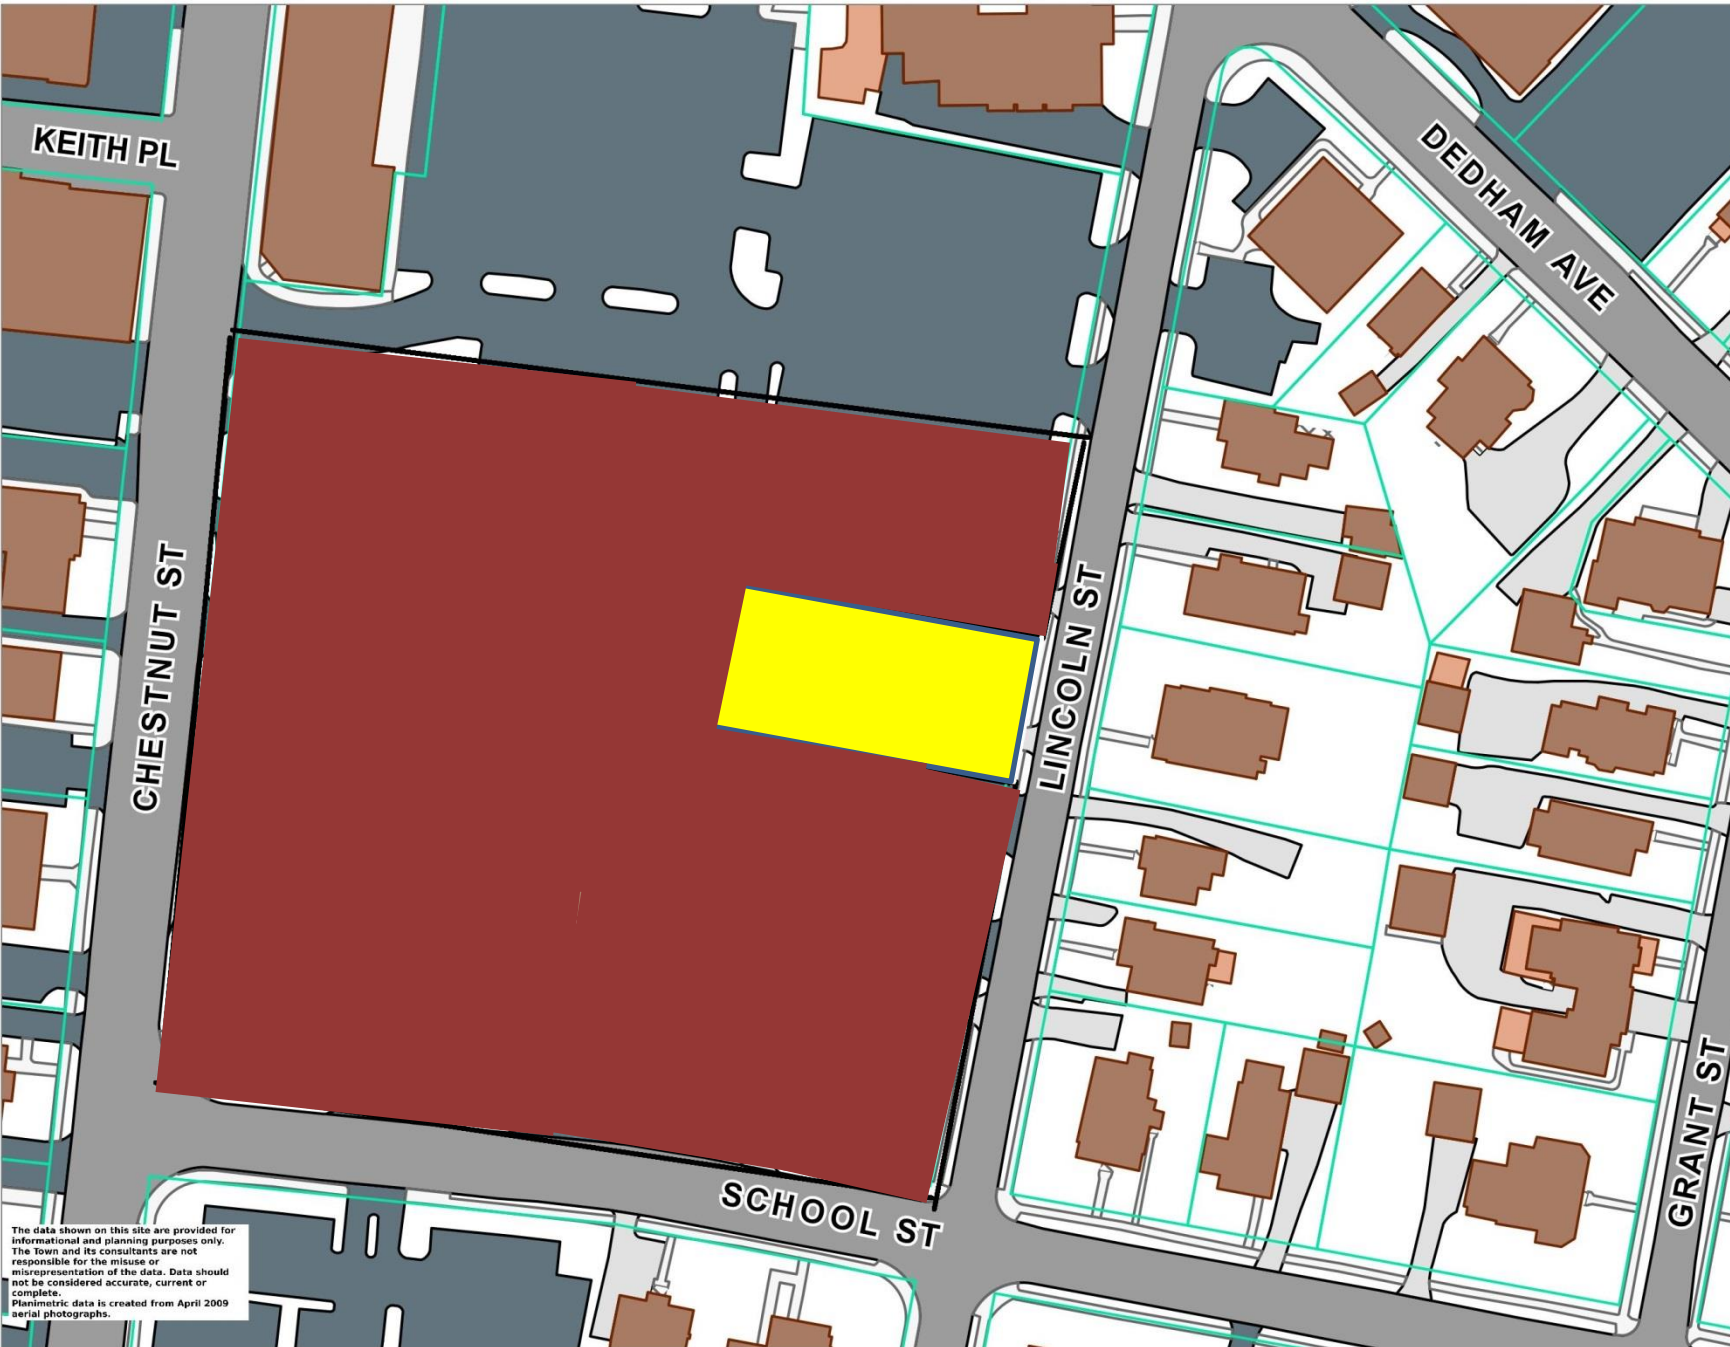 KEITH PL
DEDHAM AVE
CHESTNUT ST
LINCOLN ST
GRANT ST
SCHOOL ST
The data shown on this site are provided for
informational and planning purposes only.
The Town and its consultants are not
responsible for the misuse or
misrepresentation of the data. Data should
not be considered accurate, current or
complete.
Planimetric data is created from April 2009
aerial photographs.